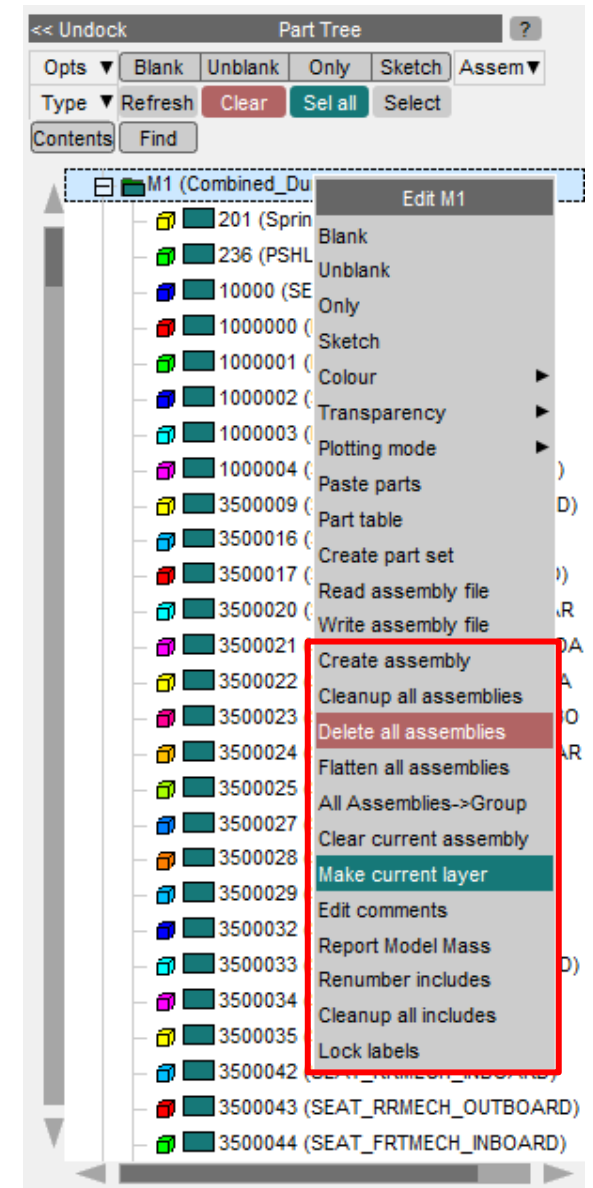 << Undock Part Tree ?
Opts ▼ Blank Unblank Only Sketch Assem▼
Type ▼ Refresh Clear Sel all Select
Contents Find
M1 (Combined_Du
201 (Sprin
236 (PSHL
10000 (SE
1000000 (
1000001 (
1000002 (
1000003 (
1000004 ( )
3500009 ( D)
3500016 (
3500017 ( )
3500020 ( R
3500021
3500022 A
3500023 O
3500024 R
3500025
3500027
3500028
3500029
3500032
3500033 D)
3500034
3500035
3500042 (SEAT_RRMECH_INBOARD)
3500043 (SEAT_RRMECH_OUTBOARD)
3500044 (SEAT_FRTMECH_INBOARD)
Edit M1
Blank
Unblank
Only
Sketch
Colour
Transparency
Plotting mode
Paste parts
Part table
Create part set
Read assembly file
Write assembly file
Create assembly
Cleanup all assemblies
Delete all assemblies
Flatten all assemblies
All Assemblies->Group
Clear current assembly
Make current layer
Edit comments
Report Model Mass
Renumber includes
Cleanup all includes
Lock labels